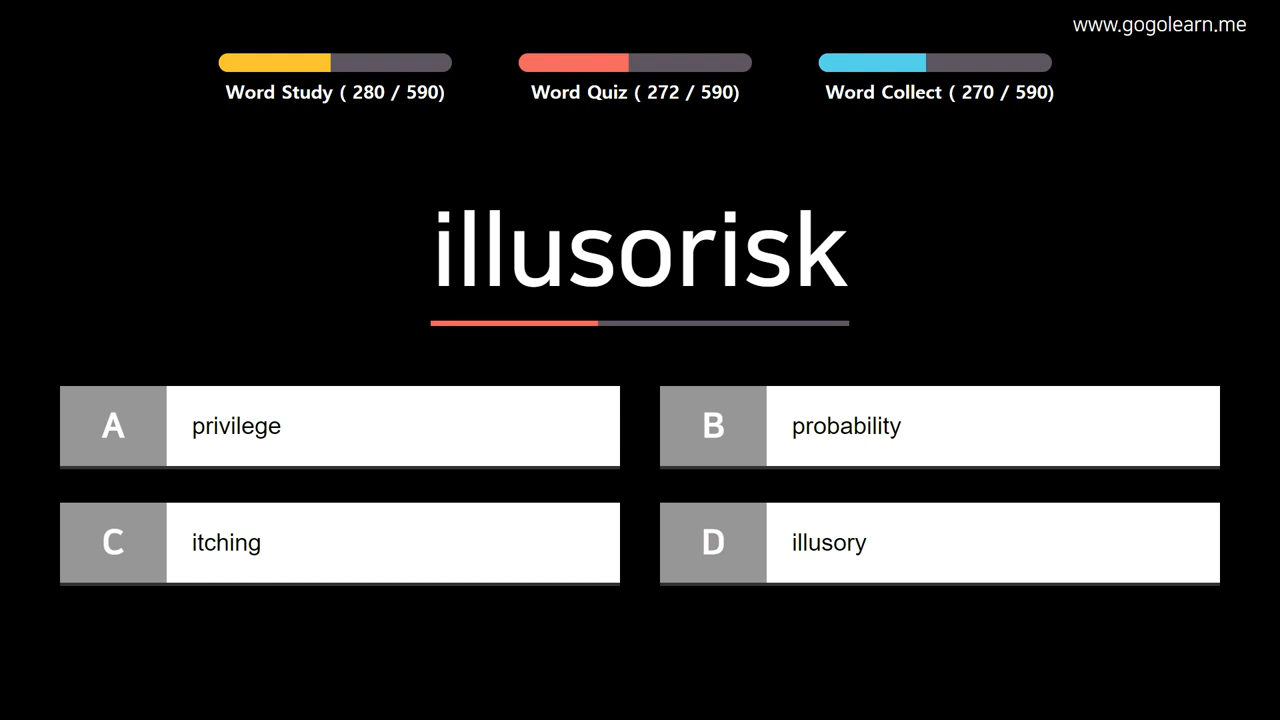 www.gogolearn.me
Word Study ( 280 / 590)
Word Quiz ( 272 / 590)
Word Collect ( 270 / 590)
illusorisk
A privilege
B probability
C itching
D illusory